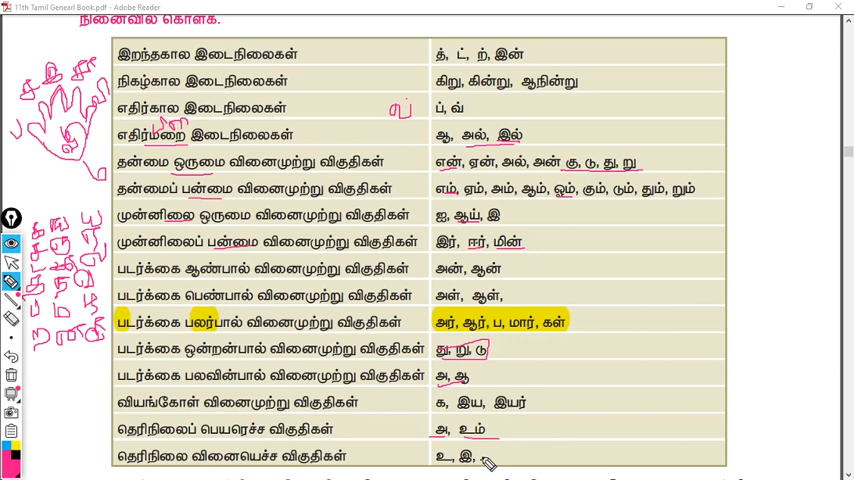 11th Tamil Genearl Book.pdf - Adobe Reader
நினைவில் கொள்க.
இறந்தகால இடைநிலைகள் த், ட், ற், இன்
நிகழ்கால இடைநிலைகள் கிறு, கின்று, ஆநின்று
எதிர்கால இடைநிலைகள் ப், வ்
எதிர்மறை இடைநிலைகள் ஆ, அல், இல்
தன்மை ஒருமை வினைமுற்று விகுதிகள் என், ஏன், அல், அன் கு, டு, து, று
தன்மைப் பன்மை வினைமுற்று விகுதிகள் எம், ஏம், அம், ஆம், ஓம், கும், டும், தும், றும்
முன்னிலை ஒருமை வினைமுற்று விகுதிகள் ஐ, ஆய், இ
முன்னிலைப் பன்மை வினைமுற்று விகுதிகள் இர், ஈர், மின்
படர்க்கை ஆண்பால் வினைமுற்று விகுதிகள் அன், ஆன்
படர்க்கை பெண்பால் வினைமுற்று விகுதிகள் அள், ஆள்,
படர்க்கை பலர்பால் வினைமுற்று விகுதிகள் அர், ஆர், ப, மார், கள்
படர்க்கை ஒன்றன்பால் வினைமுற்று விகுதிகள் து, று, டு
படர்க்கை பலவின்பால் வினைமுற்று விகுதிகள் அ, ஆ
வியங்கோள் வினைமுற்று விகுதிகள் க, இய, இயர்
தெரிநிலைப் பெயரெச்ச விகுதிகள் அ, உம்
தெரிநிலை வினையெச்ச விகுதிகள் உ, இ,